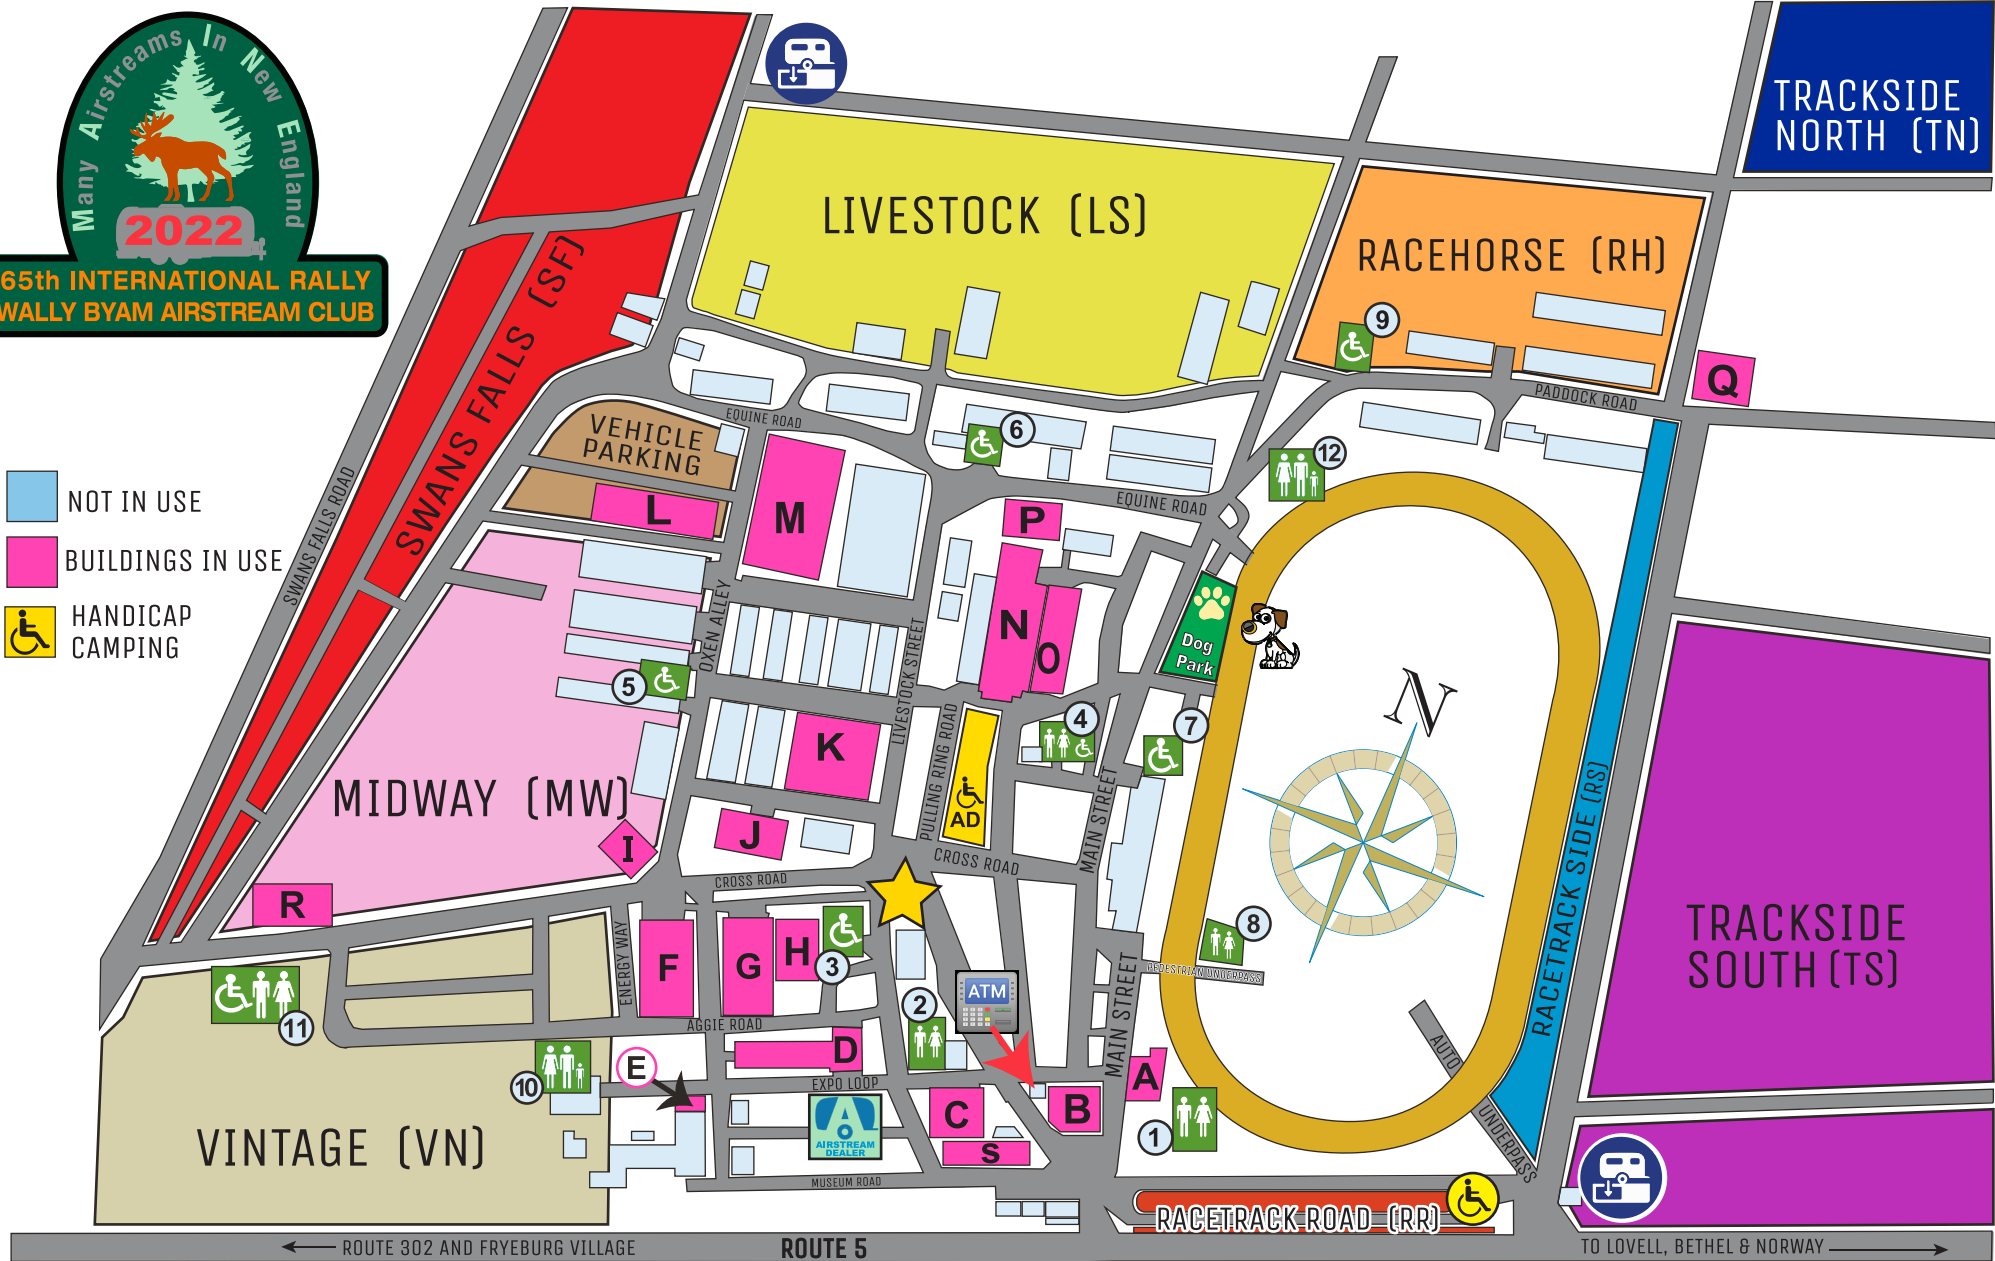 Many Airstreams In New England
2022
65th INTERNATIONAL RALLY
WALLY BYAM AIRSTREAM CLUB
NOT IN USE
BUILDINGS IN USE
HANDICAP
CAMPING
TRACKSIDE
NORTH (TN)
LIVESTOCK (LS)
RACEHORSE (RH)
9
Q
PADDOCK ROAD
SWANS FALLS (SF)
SWANS FALLS ROAD
VEHICLE
PARKING
EQUINE ROAD
6
12
L
M
P
EQUINE ROAD
OXEN ALLEY
N
O
Dog
Park
5
LIVESTOCK STREET
4
7
N
K
PULLING RING ROAD
AD
MAIN STREET
MIDWAY (MW)
I
J
CROSS ROAD
CROSS ROAD
RACETRACK SIDE (RS)
TRACKSIDE
SOUTH (TS)
R
ENERGY WAY
F
G
H
3
8
PEDESTRIAN UNDERPASS
ATM
2
MAIN STREET
11
AGGIE ROAD
D
AUTO
UNDERPASS
10
E
EXPO LOOP
A
B
C
S
1
AIRSTREAM
DEALER
VINTAGE (VN)
MUSEUM ROAD
RACETRACK ROAD (RR)
ROUTE 302 AND FRYEBURG VILLAGE
ROUTE 5
TO LOVELL, BETHEL & NORWAY